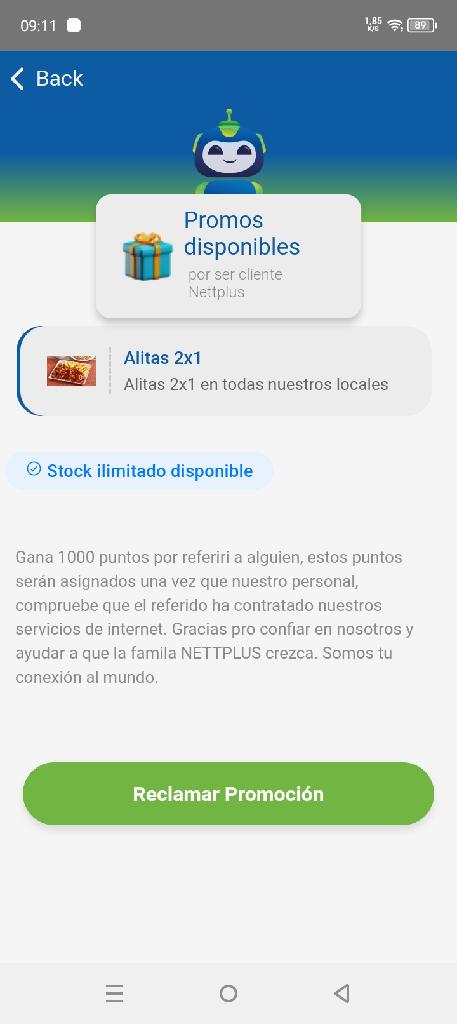 09:11
1,85
K/S
89
Back
Promos
disponibles
por ser cliente
Nettplus
Alitas 2x1
Alitas 2x1 en todas nuestros locales
Stock ilimitado disponible
Gana 1000 puntos por referiri a alguien, estos puntos
serán asignados una vez que nuestro personal,
compruebe que el referido ha contratado nuestros
servicios de internet. Gracias pro confiar en nosotros y
ayudar a que la famila NETTPLUS crezca. Somos tu
conexión al mundo.
Reclamar Promoción